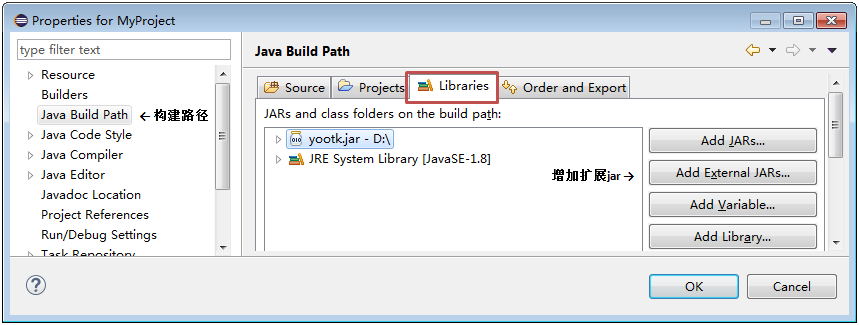 Properties for MyProject
type filter text
Resource
Builders
Java Build Path ←构建路径
Java Code Style
Java Compiler
Java Editor
Javadoc Location
Project References
Run/Debug Settings
Task Repository
Java Build Path
Source Projects Libraries Order and Export
JARs and class folders on the build path:
yootk.jar - D:\
JRE System Library [JavaSE-1.8]
增加扩展jar→
Add JARs...
Add External JARs...
Add Variable...
Add Library...
OK Cancel